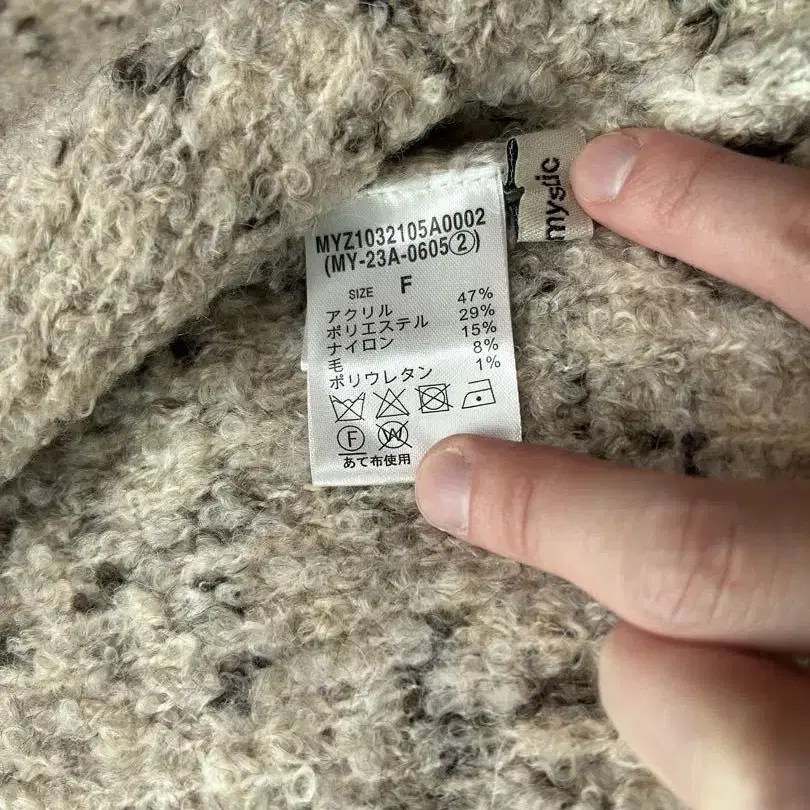 mystic
MYZ1032105A0002
(MY-23A-0605②)
SIZE F
アクリル 47%
ポリエステル 29%
ナイロン 15%
毛 8%
ポリウレタン 1%
F W
あて布使用